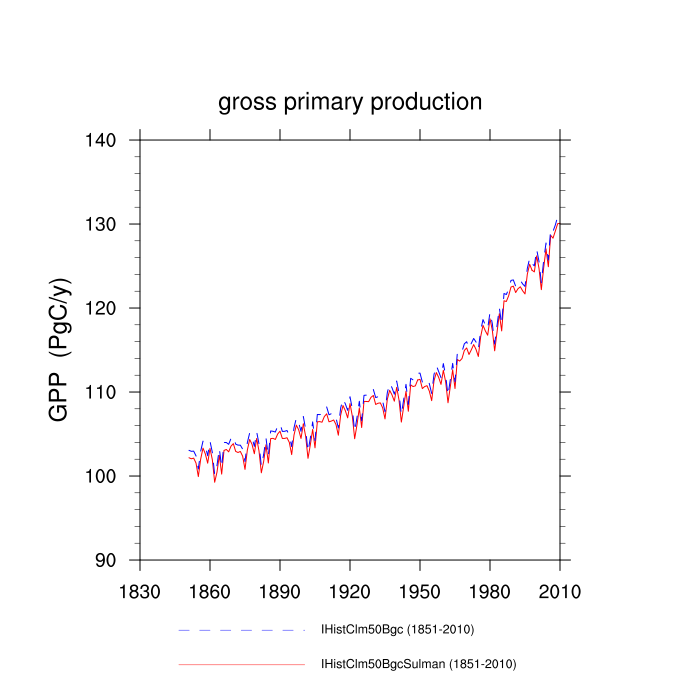 gross primary production
140
130
120
110
100
90
GPP (PgC/y)
1830 1860 1890 1920 1950 1980 2010
IHistClm50Bgc (1851-2010)
IHistClm50BgcSulman (1851-2010)